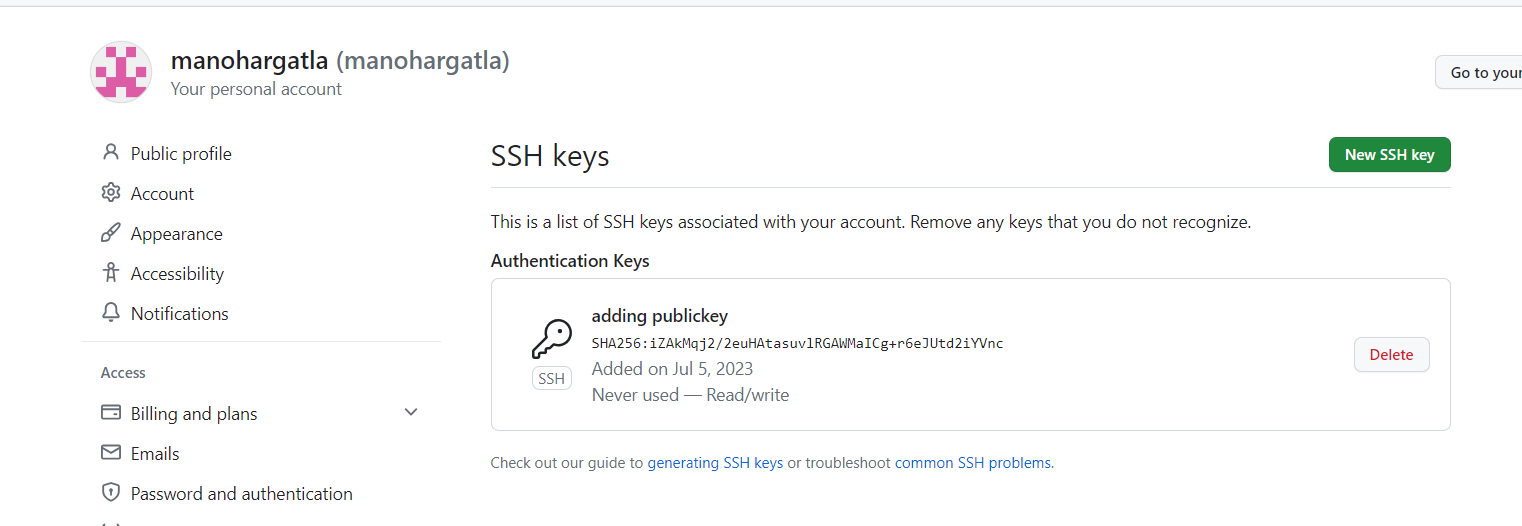 manohargatla (manohargatla)
Your personal account
Go to your
Public profile
Account
Appearance
Accessibility
Notifications
Access
Billing and plans
Emails
Password and authentication
SSH keys
New SSH key
This is a list of SSH keys associated with your account. Remove any keys that you do not recognize.
Authentication Keys
adding publickey
SHA256:iZAkMqj2/2euHAtasuvlRGAWMaICg+r6eJUtd2iYVnc
Added on Jul 5, 2023
Never used — Read/write
SSH
Delete
Check out our guide to generating SSH keys or troubleshoot common SSH problems.